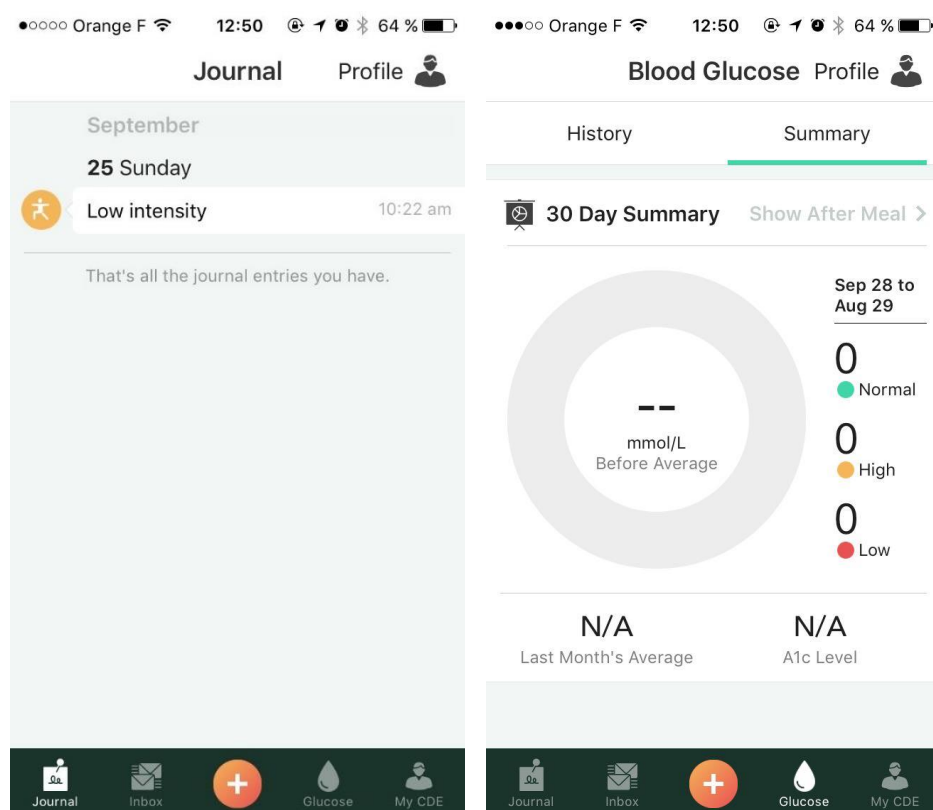 Orange F 12:50 64 %
Journal Profile
September
25 Sunday
Low intensity 10:22 am
That's all the journal entries you have.
Journal Inbox Glucose My CDE
Orange F 12:50 64 %
Blood Glucose Profile
History Summary
30 Day Summary Show After Meal >
Sep 28 to
Aug 29
0
Normal
--
mmol/L
Before Average
0
High
0
Low
N/A N/A
Last Month's Average A1c Level
Journal Inbox Glucose My CDE